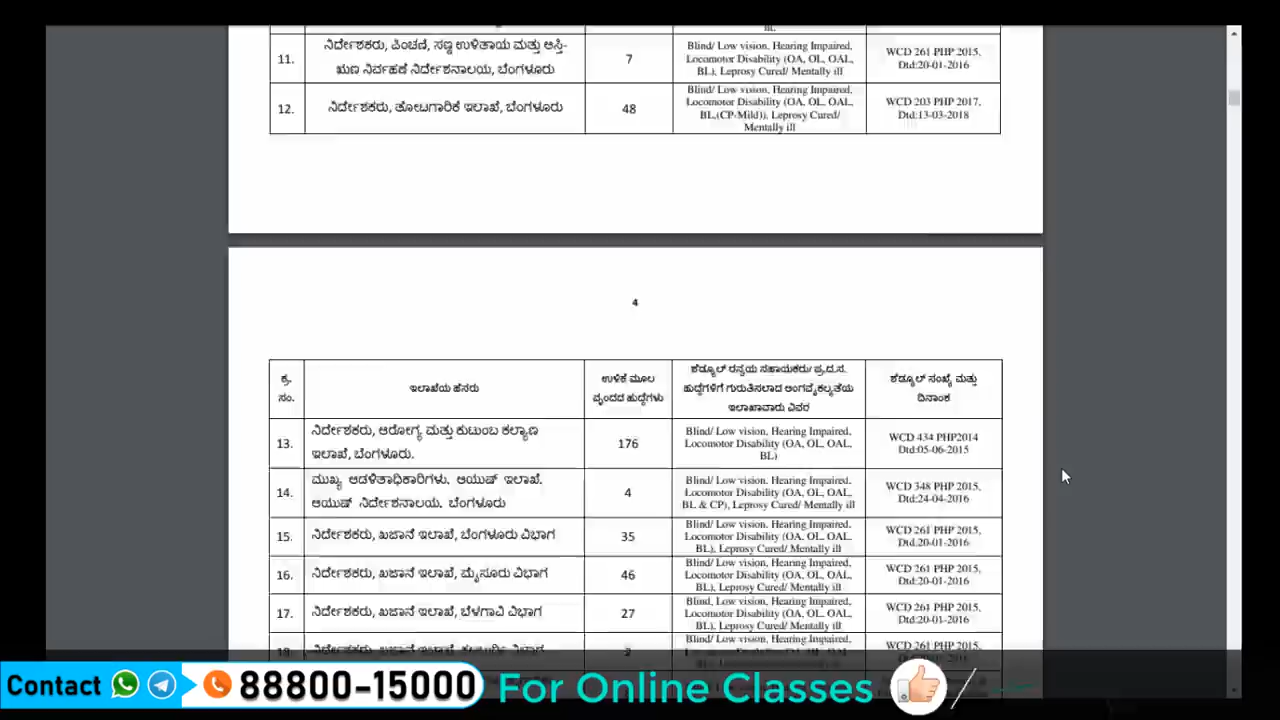 11.
ನಿರ್ದೇಶಕರು, ಪಿಂಚಣಿ, ಸಣ್ಣ ಉಳಿತಾಯ ಮತ್ತು ಆಸ್ತಿ-
ಋಣ ನಿರ್ವಹಣೆ ನಿರ್ದೇಶನಾಲಯ, ಬೆಂಗಳೂರು
7
Blind/ Low vision, Hearing Impaired,
Locomotor Disability (OA, OL, OAL,
BL), Leprosy Cured/ Mentally ill
WCD 261 PHP 2015,
Dtd:20-01-2016
12.
ನಿರ್ದೇಶಕರು, ತೋಟಗಾರಿಕೆ ಇಲಾಖೆ, ಬೆಂಗಳೂರು
48
Blind/ Low vision, Hearing Impaired,
Locomotor Disability (OA, OL, OAL,
BL,(CP-Mild)), Leprosy Cured/
Mentally ill
WCD 203 PHP 2017,
Dtd:13-03-2018
4
ಕ್ರ.
ಸಂ.
ಇಲಾಖೆಯ ಹೆಸರು
ಉಳಿಕೆ ಮೂಲ
ವೃಂದದ ಹುದ್ದೆಗಳು
ಶೆಡ್ಯೂಲ್ ರನ್ವಯ ಸಹಾಯಕರು/ ಪ್ರ.ದ.ಸ.
ಹುದ್ದೆಗಳಿಗೆ ಗುರುತಿಸಲಾದ ಅಂಗವೈಕಲ್ಯತೆಯ
ಇಲಾಖಾವಾರು ವಿವರ
ಶೆಡ್ಯೂಲ್ ಸಂಖ್ಯೆ ಮತ್ತು
ದಿನಾಂಕ
13.
ನಿರ್ದೇಶಕರು, ಆರೋಗ್ಯ ಮತ್ತು ಕುಟುಂಬ ಕಲ್ಯಾಣ
ಇಲಾಖೆ, ಬೆಂಗಳೂರು.
176
Blind/ Low vision, Hearing Impaired,
Locomotor Disability (OA, OL, OAL,
BL)
WCD 434 PHP2014
Dtd:05-06-2015
14.
ಮುಖ್ಯ ಆಡಳಿತಾಧಿಕಾರಿಗಳು, ಆಯುಷ್ ಇಲಾಖೆ,
ಆಯುಷ್ ನಿರ್ದೇಶನಾಲಯ, ಬೆಂಗಳೂರು
4
Blind/ Low vision, Hearing Impaired,
Locomotor Disability (OA, OL, OAL,
BL & CP), Leprosy Cured/ Mentally ill
WCD 348 PHP 2015,
Dtd:24-04-2016
15.
ನಿರ್ದೇಶಕರು, ಖಜಾನೆ ಇಲಾಖೆ, ಬೆಂಗಳೂರು ವಿಭಾಗ
35
Blind/ Low vision, Hearing Impaired,
Locomotor Disability (OA, OL, OAL,
BL), Leprosy Cured/ Mentally ill
WCD 261 PHP 2015,
Dtd.20-01-2016
16.
ನಿರ್ದೇಶಕರು, ಖಜಾನೆ ಇಲಾಖೆ, ಮೈಸೂರು ವಿಭಾಗ
46
Blind/ Low vision, Hearing Impaired,
Locomotor Disability (OA, OL, OAL,
BL), Leprosy Cured/ Mentally ill
WCD 261 PHP 2015,
Dtd:20-01-2016
17.
ನಿರ್ದೇಶಕರು, ಖಜಾನೆ ಇಲಾಖೆ, ಬೆಳಗಾವಿ ವಿಭಾಗ
27
Blind, Low vision, Hearing Impaired,
Locomotor Disability (OA, OL, OAL,
BL), Leprosy Cured/ Mentally ill
WCD 261 PHP 2015,
Dtd:20-01-2016
18.
ನಿರ್ದೇಶಕರು, ಖಜಾನೆ ಇಲಾಖೆ, ವಿಭಾಗ
Blind/ Low vision, Hearing Impaired,
WCD 261 PHP 2015,
Contact 88800-15000 For Online Classes